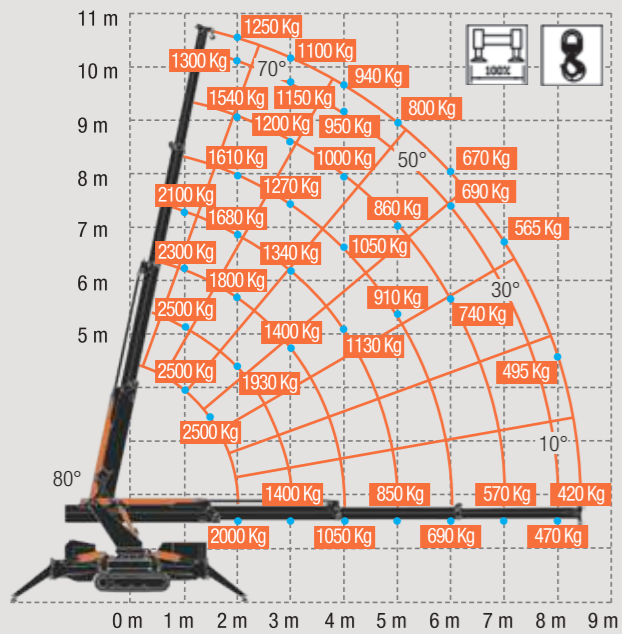 11 m
1250 Kg
1300 Kg
70°
1100 Kg
100%
10 m
940 Kg
1540 Kg
1150 Kg
800 Kg
9 m
1200 Kg
950 Kg
1610 Kg
1000 Kg
50°
670 Kg
8 m
2100 Kg
1270 Kg
690 Kg
7 m
1680 Kg
860 Kg
565 Kg
2300 Kg
1340 Kg
1050 Kg
6 m
1800 Kg
910 Kg
30°
2500 Kg
740 Kg
5 m
1400 Kg
1130 Kg
2500 Kg
1930 Kg
495 Kg
2500 Kg
10°
80°
1400 Kg
850 Kg
570 Kg
420 Kg
2000 Kg
1050 Kg
690 Kg
470 Kg
0 m
1 m
2 m
3 m
4 m
5 m
6 m
7 m
8 m
9 m